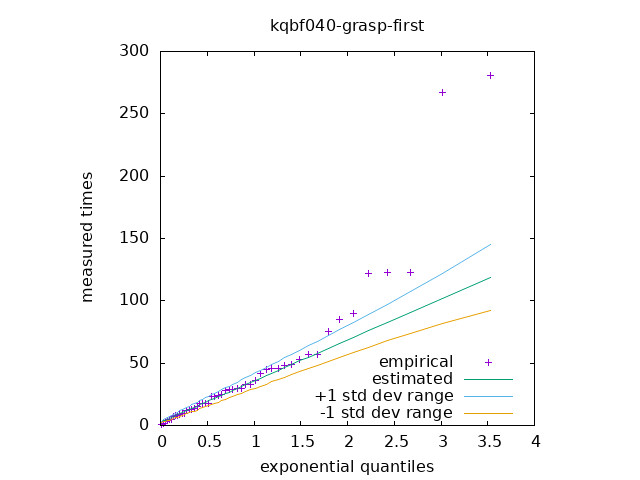 kqbf040-grasp-first
300
250
200
150
100
50
0
measured times
empirical
estimated
+1 std dev range
-1 std dev range
0 0.5 1 1.5 2 2.5 3 3.5 4
exponential quantiles